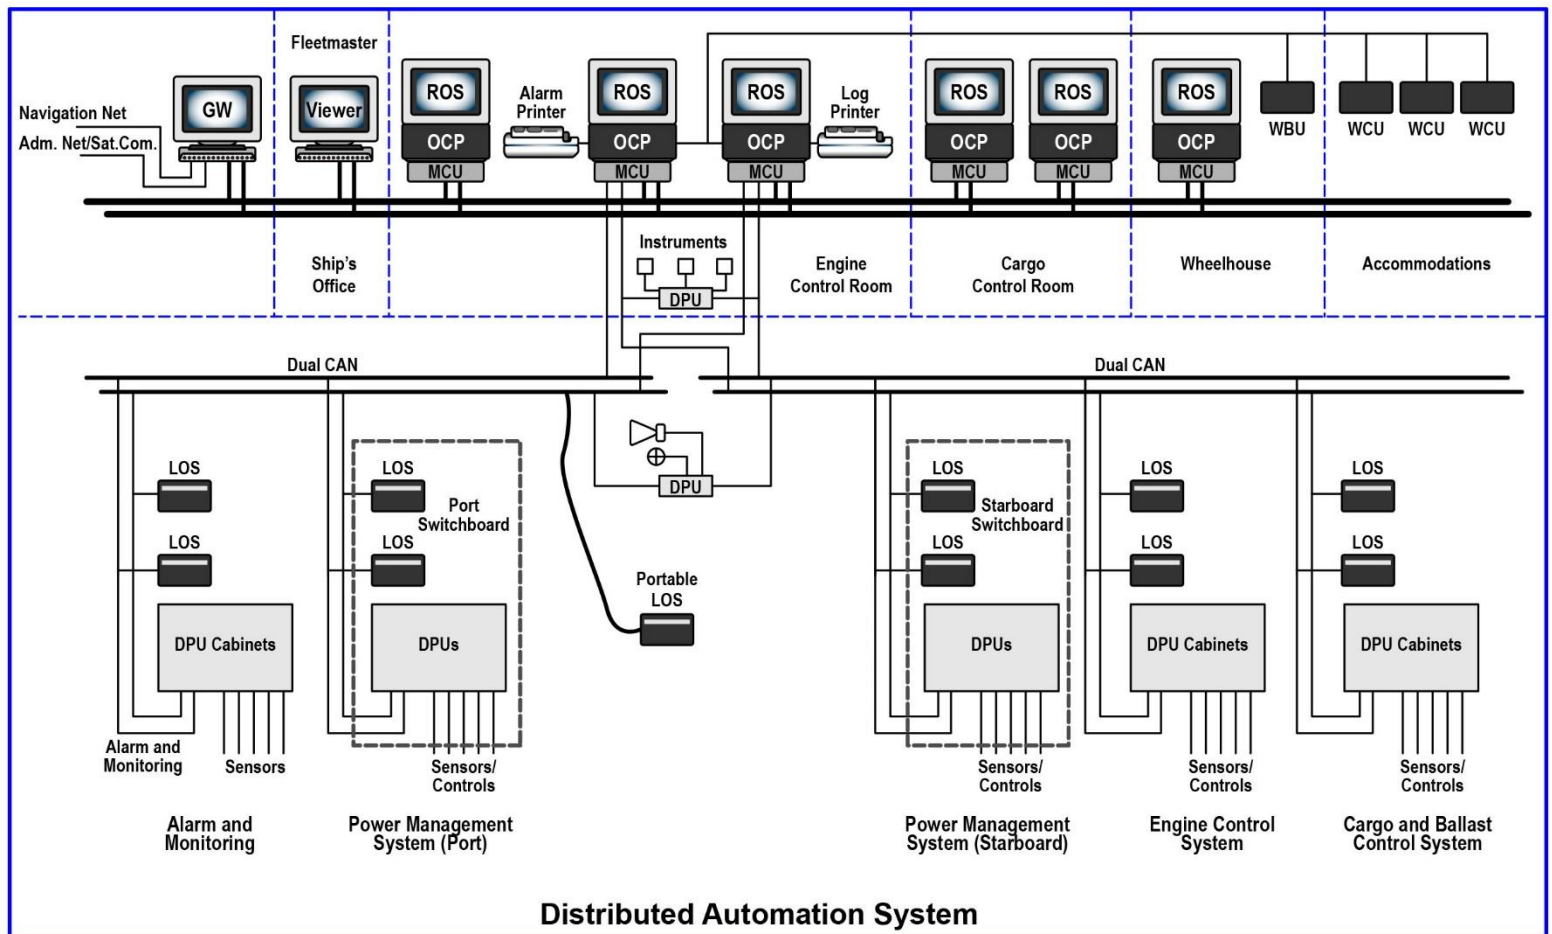 Fleetmaster
Navigation Net
Adm. Net/Sat.Com.
GW
Viewer
ROS
OCP
MCU
Alarm
Printer
ROS
OCP
MCU
ROS
OCP
MCU
Log
Printer
ROS
OCP
MCU
ROS
OCP
MCU
ROS
OCP
MCU
WBU
WCU
WCU
WCU
Ship's
Office
Instruments
DPU
Engine
Control Room
Cargo
Control Room
Wheelhouse
Accommodations
Dual CAN
Dual CAN
LOS
LOS
DPU Cabinets
Alarm and
Monitoring
Sensors
Alarm and
Monitoring
LOS
Port
Switchboard
LOS
DPUs
Sensors/
Controls
Power Management
System (Port)
DPU
Portable
LOS
LOS
Starboard
Switchboard
LOS
DPUs
Sensors/
Controls
Power Management
System (Starboard)
LOS
LOS
DPU Cabinets
Sensors/
Controls
Engine Control
System
LOS
LOS
DPU Cabinets
Sensors/
Controls
Cargo and Ballast
Control System
Distributed Automation System